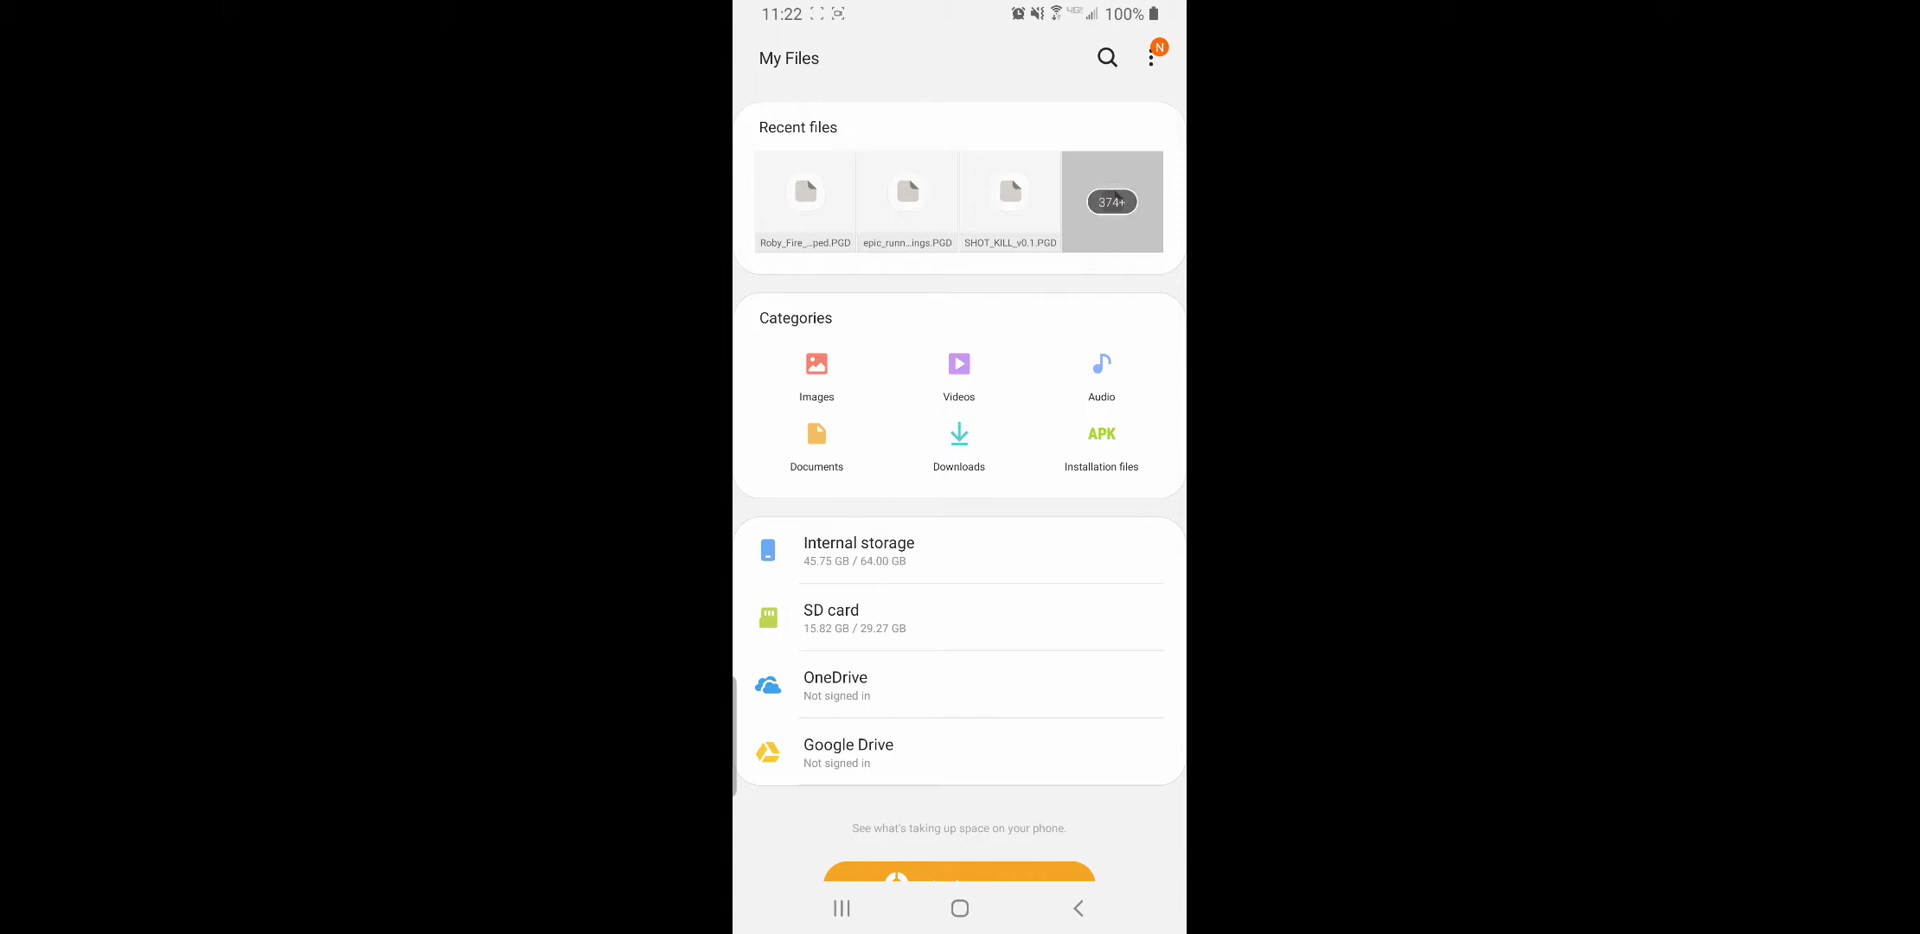 11:22
100%
My Files
N
Recent files
374+
Roby_Fire_...ped.PGD
epic_runn...ings.PGD
SHOT_KILL_v0.1.PGD
Categories
Images
Videos
Audio
APK
Documents
Downloads
Installation files
Internal storage
45.75 GB / 64.00 GB
SD card
15.82 GB / 29.27 GB
OneDrive
Not signed in
Google Drive
Not signed in
See what's taking up space on your phone.